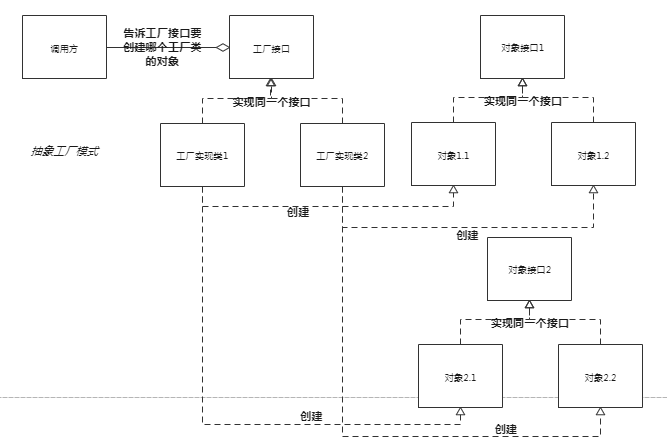 告诉工厂接口要
创建哪个工厂类
的对象
调用方
工厂接口
对象接口1
实现同一个接口
实现同一个接口
抽象工厂模式
工厂实现类1
工厂实现类2
对象1.1
对象1.2
创建
创建
对象接口2
实现同一个接口
对象2.1
对象2.2
创建
创建